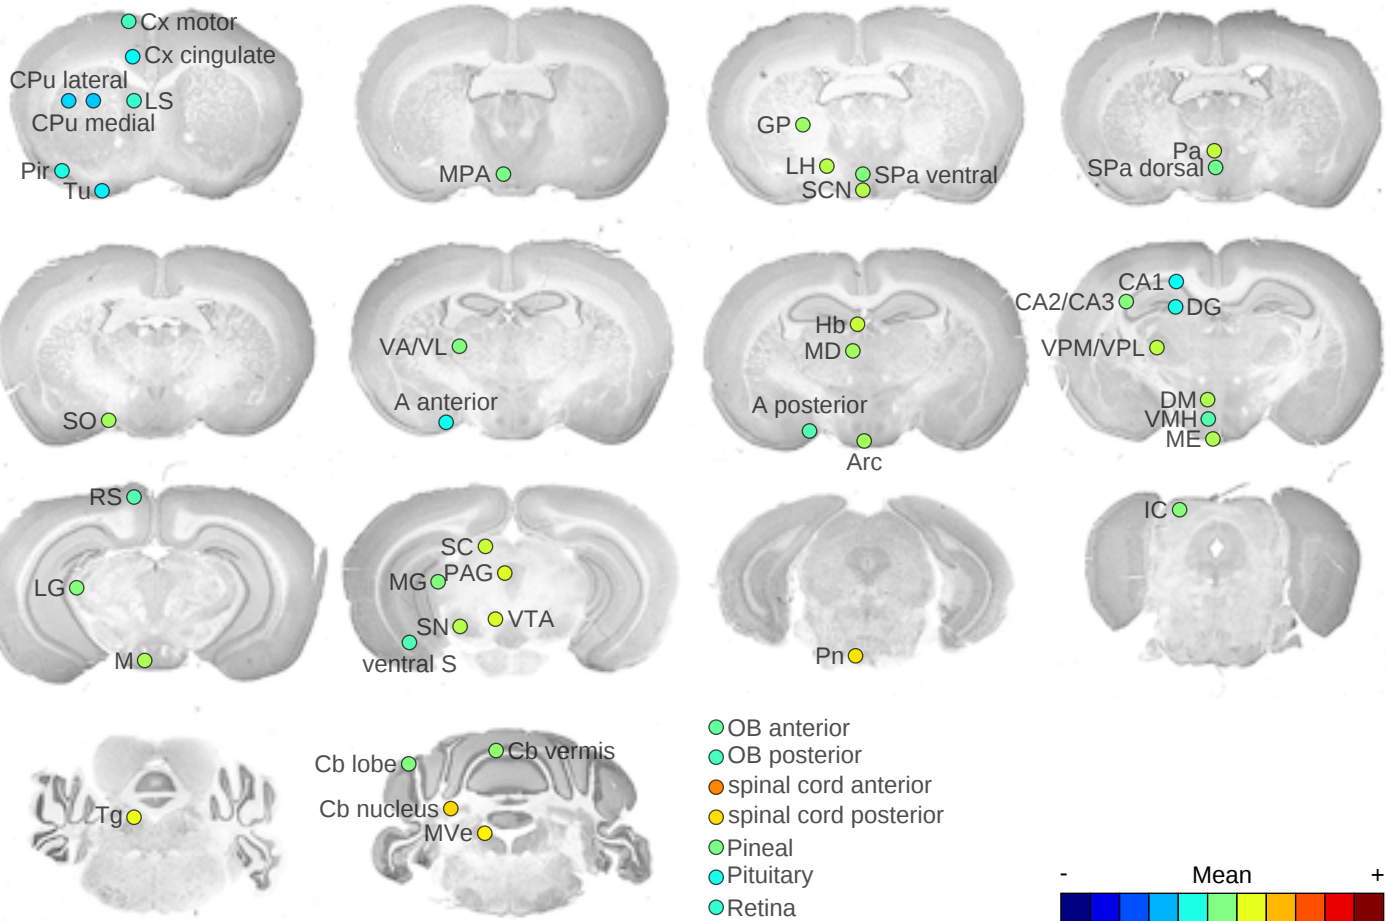 Cx motor
Cx cingulate
CPu lateral
LS
CPu medial
Pir
Tu
MPA
GP
LH
SPa ventral
SCN
Pa
SPa dorsal
SO
VA/VL
A anterior
Hb
MD
A posterior
Arc
CA1
CA2/CA3
DG
VPM/VPL
DM
VMH
ME
RS
LG
M
SC
PAG
MG
SN
VTA
ventral S
Pn
IC
Tg
Cb lobe
Cb vermis
Cb nucleus
MVe
OB anterior
OB posterior
spinal cord anterior
spinal cord posterior
Pineal
Pituitary
Retina
- Mean +